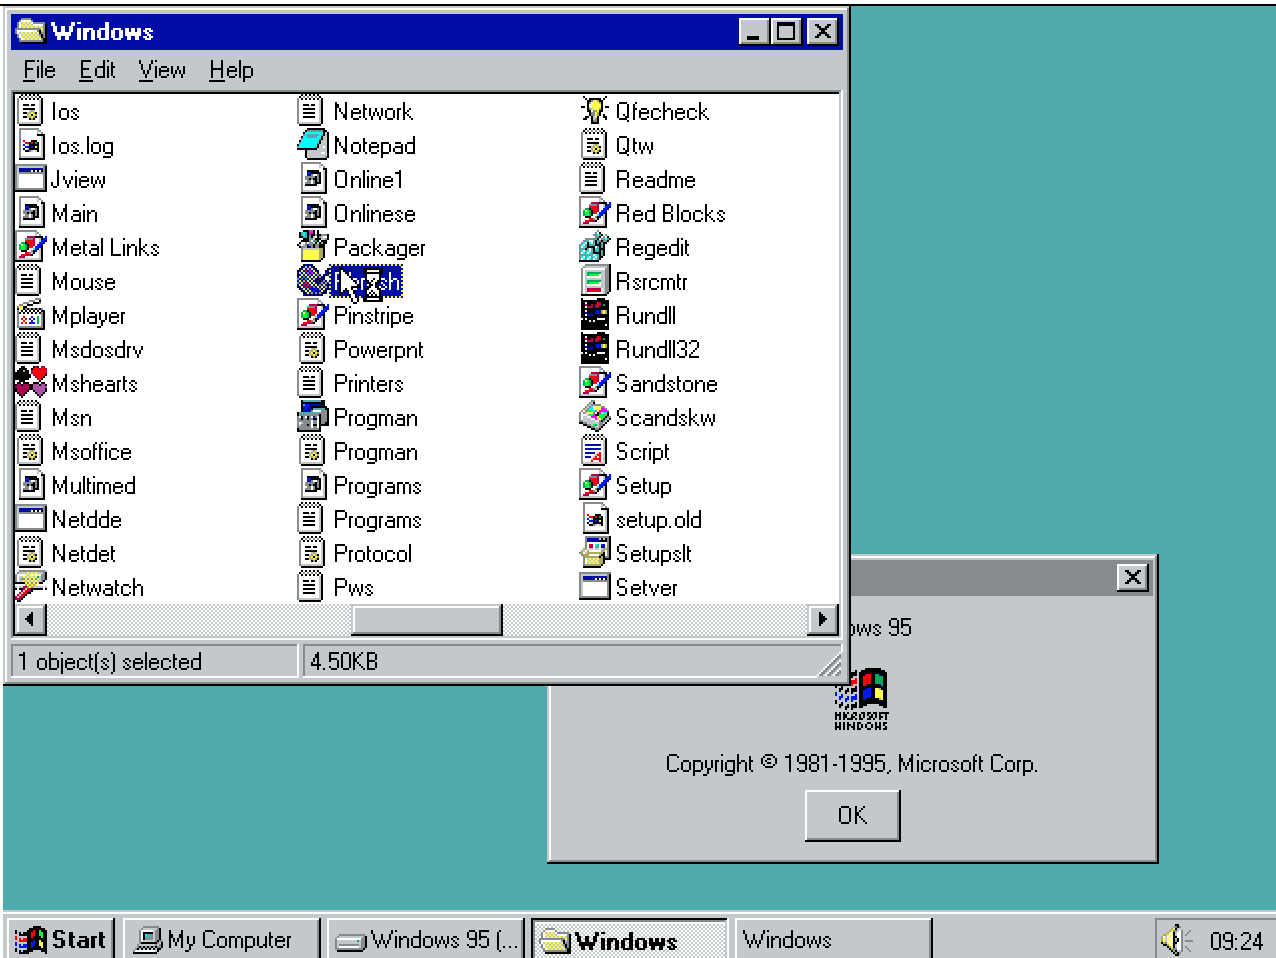 Windows
File Edit View Help
Ios
Ios.log
Jview
Main
Metal Links
Mouse
Mplayer
Msdosdrv
Mshearts
Msn
Msoffice
Multimed
Netdde
Netdet
Netwatch
Network
Notepad
Online1
Onlinese
Packager
Pinstripe
Powerpnt
Printers
Progman
Progman
Programs
Programs
Protocol
Pws
Qfecheck
Qtw
Readme
Red Blocks
Regedit
Rsrcmtr
Rundll
Rundll32
Sandstone
Scandskw
Script
Setup
setup.old
Setupslt
Setver
1 object(s) selected 4.50KB
95
MICROSOFT
WINDOWS
Copyright © 1981-1995, Microsoft Corp.
OK
Start My Computer Windows 95 (... Windows Windows 09:24